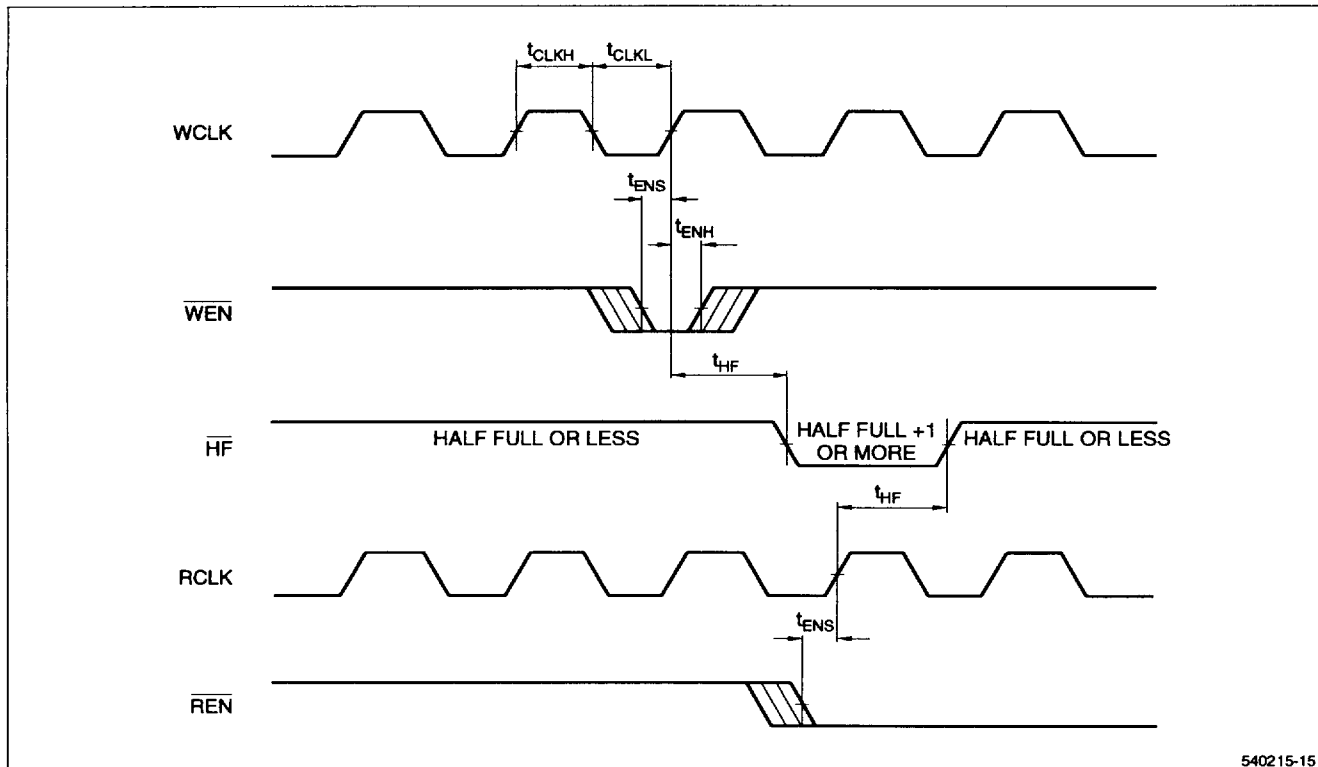 tCLKH tCLKL
WCLK
tENS
tENH
WEN
tHF
HF
HALF FULL OR LESS
HALF FULL +1
OR MORE
HALF FULL OR LESS
tHF
RCLK
tENS
REN
540215-15